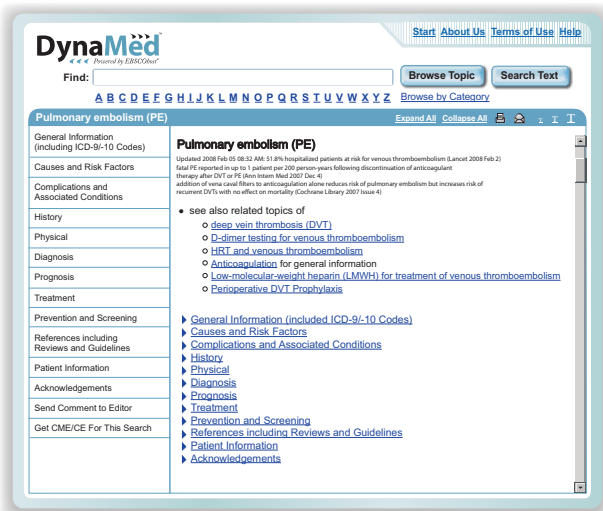 Start About Us Terms of Use Help
DynaMed
Powered by EBSCOhost®
Find:
Browse Topic Search Text
A B C D E F G H I J K L M N O P Q R S T U V W X Y Z Browse by Category
Pulmonary embolism (PE)
Expand All Collapse All T T T
General Information
(including ICD-9/-10 Codes)
Causes and Risk Factors
Complications and
Associated Conditions
History
Physical
Diagnosis
Prognosis
Treatment
Prevention and Screening
References including
Reviews and Guidelines
Patient Information
Acknowledgements
Send Comment to Editor
Get CME/CE For This Search
Pulmonary embolism (PE)
Updated 2008 Feb 05 08:32 AM: 51.8% hospitalized patients at risk for venous thromboembolism (Lancet 2008 Feb 2)
fatal PE reported in up to 1 patient per 200 person-years following discontinuation of anticoagulant
therapy after DVT or PE (Ann Intern Med 2007 Dec 4)
addition of vena caval filters to anticoagulation alone reduces risk of pulmonary embolism but increases risk of
recurrent DVTs with no effect on mortality (Cochrane Library 2007 Issue 4)
• see also related topics of
deep vein thrombosis (DVT)
D-dimer testing for venous thromboembolism
HRT and venous thromboembolism
Anticoagulation for general information
Low-molecular-weight heparin (LMWH) for treatment of venous thromboembolism
Perioperative DVT Prophylaxis
General Information (included ICD-9/-10 Codes)
Causes and Risk Factors
Complications and Associated Conditions
History
Physical
Diagnosis
Prognosis
Treatment
Prevention and Screening
References including Reviews and Guidelines
Patient Information
Acknowledgements